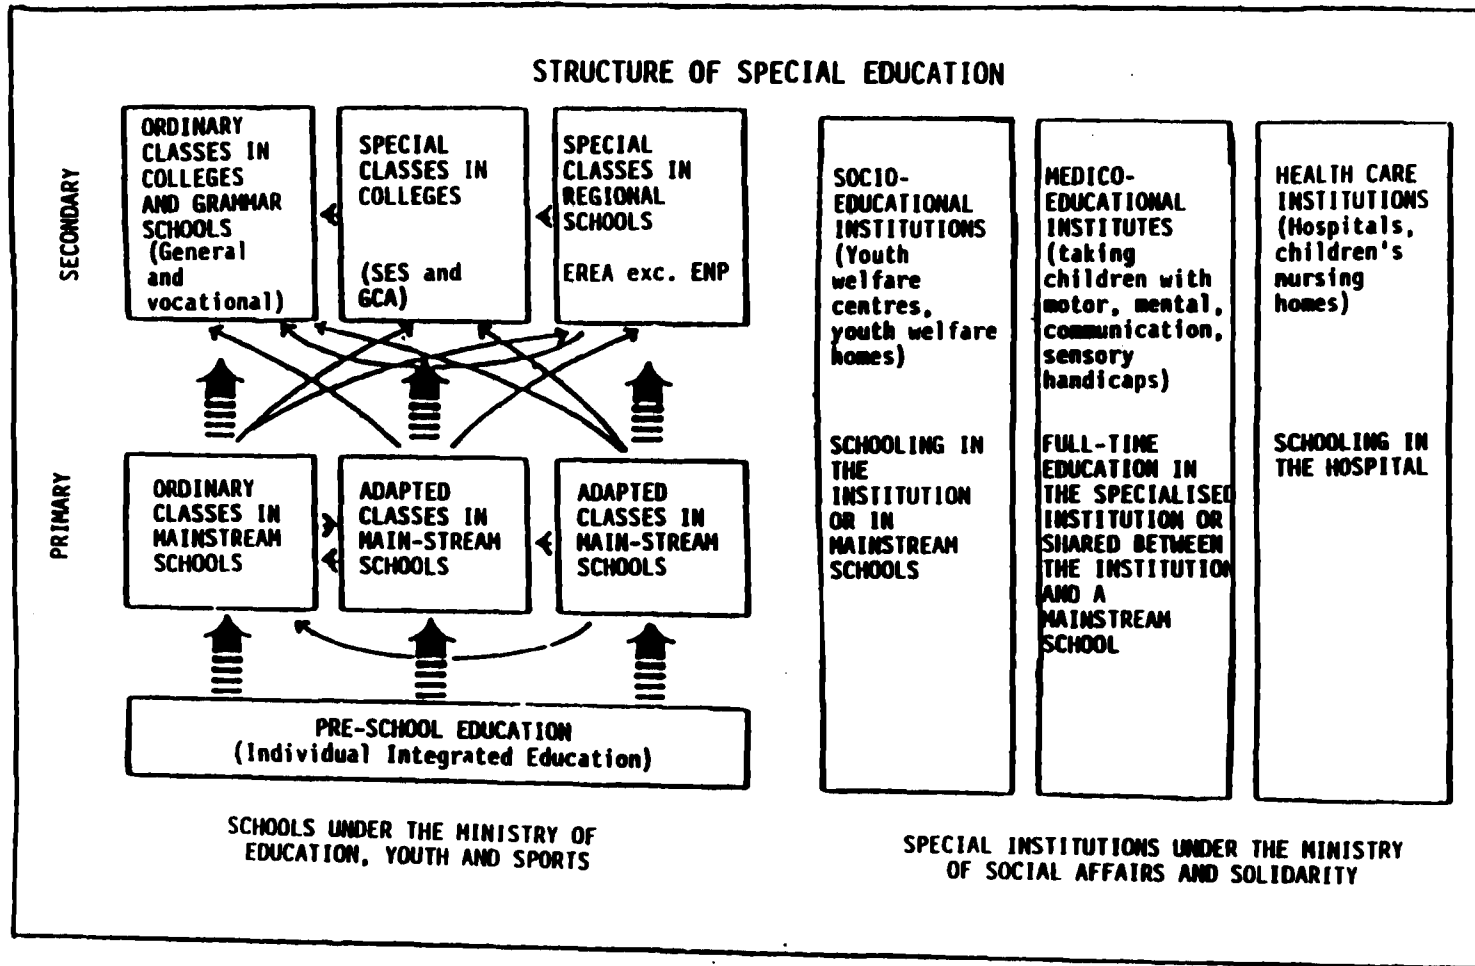 STRUCTURE OF SPECIAL EDUCATION
SECONDARY
ORDINARY
CLASSES IN
COLLEGES
AND GRAMMAR
SCHOOLS
(General
and
vocational)
SPECIAL
CLASSES IN
COLLEGES
(SES and
GCA)
SPECIAL
CLASSES IN
REGIONAL
SCHOOLS
EREA exc. ENP
PRIMARY
ORDINARY
CLASSES IN
MAINSTREAM
SCHOOLS
ADAPTED
CLASSES IN
MAIN-STREAM
SCHOOLS
ADAPTED
CLASSES IN
MAIN-STREAM
SCHOOLS
PRE-SCHOOL EDUCATION
(Individual Integrated Education)
SCHOOLS UNDER THE MINISTRY OF
EDUCATION, YOUTH AND SPORTS
SOCIO-
EDUCATIONAL
INSTITUTIONS
(Youth
welfare
centres,
youth welfare
homes)
SCHOOLING IN
THE
INSTITUTION
OR IN
MAINSTREAM
SCHOOLS
MEDICO-
EDUCATIONAL
INSTITUTES
(taking
children with
motor, mental,
communication,
sensory
handicaps)
FULL-TIME
EDUCATION IN
THE SPECIALISED
INSTITUTION OR
SHARED BETWEEN
THE INSTITUTION
AND A
MAINSTREAM
SCHOOL
HEALTH CARE
INSTITUTIONS
(Hospitals,
children's
nursing
homes)
SCHOOLING IN
THE HOSPITAL
SPECIAL INSTITUTIONS UNDER THE MINISTRY
OF SOCIAL AFFAIRS AND SOLIDARITY